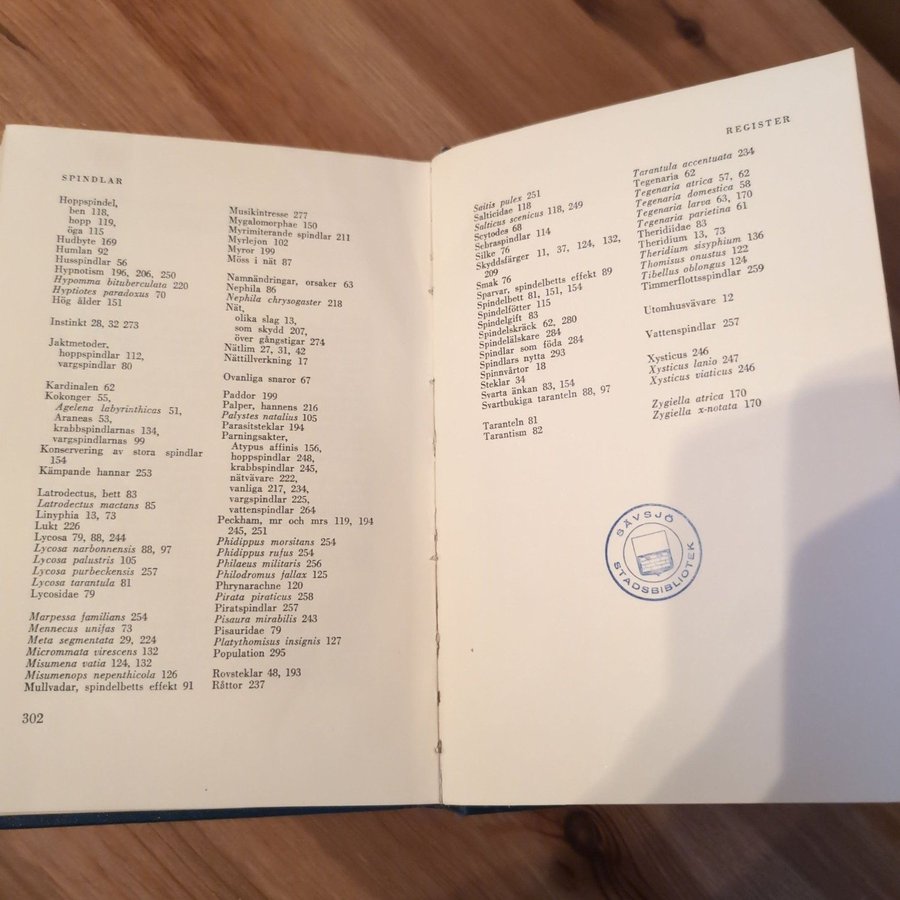 SPINDLAR
Hoppspindel,
ben 118,
hopp 119,
öga 115
Hudbyte 169
Humlan 92
Husspindlar 56
Hypnotism 196, 206, 250
Hypomma bituberculata 220
Hyptiotes paradoxus 70
Hög ålder 151
Instinkt 28, 32 273
Jaktmetoder,
hoppspindlar 112,
vargspindlar 80
Kardinalen 62
Kokonger 55,
Agelena labyrinthicas 51,
Araneas 53,
krabbspindlarnas 134,
vargspindlarnas 99
Konservering av stora spindlar
154
Kämpande hannar 253
Latrodectus, bett 83
Latrodectus mactans 85
Linyphia 13, 73
Lukt 226
Lycosa 79, 88, 244
Lycosa narbonnensis 88, 97
Lycosa palustris 105
Lycosa purbeckensis 257
Lycosa tarantula 81
Lycosidae 79
Marpessa familians 254
Mennecus unifas 73
Meta segmentata 29, 224
Micrommata virescens 132
Misumena vatia 124, 132
Misumenops nepenthicola 126
Mullvadar, spindelbetts effekt 91
302
Musikintresse 277
Mygalomorphae 150
Myrimiterande spindlar 211
Myrlejon 102
Myror 199
Möss i nät 87
Namnändringar, orsaker 63
Nephila 86
Nephila chrysogaster 218
Nät,
olika slag 13,
som skydd 207,
över gångstigar 274
Nätlim 27, 31, 42
Nättillverkning 17
Ovanliga snaror 67
Paddor 199
Palper, hannens 216
Palystes natalius 105
Parasitsteklar 194
Parningsakter,
Atypus affinis 156,
hoppspindlar 248,
krabbspindlar 245,
nätvävare 222,
vanliga 217, 234,
vargspindlar 225,
vattenspindlar 264
Peckham, mr och mrs 119, 194
245, 251
Phidippus morsitans 254
Phidippus rufus 254
Philaeus militaris 256
Philodromus fallax 125
Phrynarachne 120
Pirata piraticus 258
Piratspindlar 257
Pisaura mirabilis 243
Pisauridae 79
Platythomisus insignis 127
Population 295
Rovsteklar 48, 193
Råttor 237
REGISTER
Saitis pulex 251
Salticidae 118
Salticus scenicus 118, 249
Scytodes 68
Sebraspindlar 114
Silke 76
Skyddsfärger 11, 37, 124, 132,
209
Smak 76
Sparvar, spindelbetts effekt 89
Spindelbett 81, 151, 154
Spindelfötter 115
Spindelgift 83
Spindelskräck 62, 280
Spindelälskare 284
Spindlar som föda 284
Spindlars nytta 293
Spinnvårtor 18
Steklar 34
Svarta änkan 83, 154
Svartbukiga taranteln 88, 97
Taranteln 81
Tarantism 82
Tarantula accentuata 234
Tegenaria 62
Tegenaria atrica 57, 62
Tegenaria domestica 58
Tegenaria larva 63, 170
Tegenaria parietina 61
Theridiidae 83
Theridium 13, 73
Theridium sisyphium 136
Thomisus onustus 122
Tibellus oblongus 124
Timmerflottsspindlar 259
Utomhusvävare 12
Vattenspindlar 257
Xysticus 246
Xysticus lanio 247
Xysticus viaticus 246
Zygiella atrica 170
Zygiella x-notata 170
SÄVSJÖ
STADSBIBLIOTEK